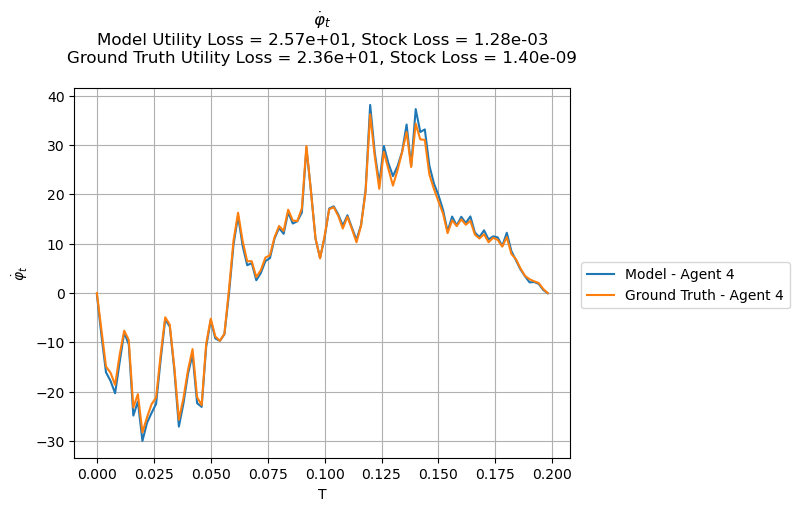 φ̇ₜ
Model Utility Loss = 2.57e+01, Stock Loss = 1.28e-03
Ground Truth Utility Loss = 2.36e+01, Stock Loss = 1.40e-09
40
30
20
10
0
−10
−20
−30
φ̇ₜ
0.000 0.025 0.050 0.075 0.100 0.125 0.150 0.175 0.200
T
Model - Agent 4
Ground Truth - Agent 4